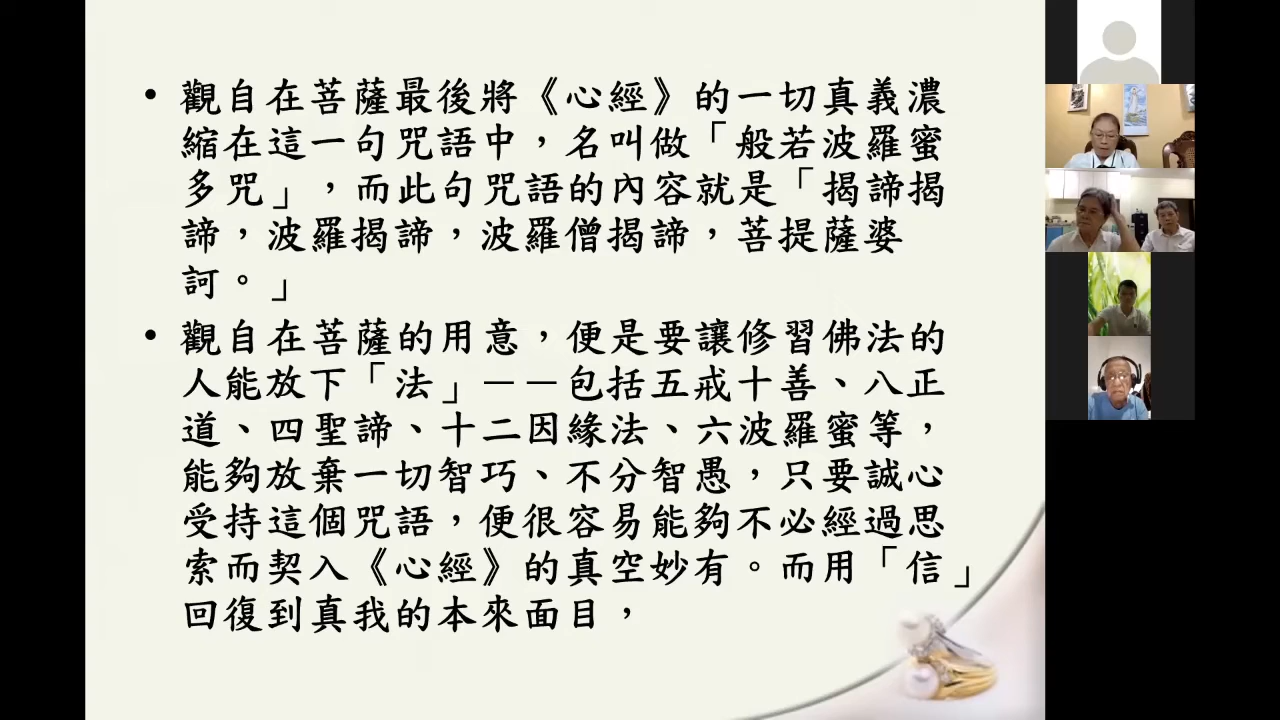 • 觀自在菩薩最後將《心經》的一切真義濃
縮在這一句咒語中，名叫做「般若波羅蜜
多咒」，而此句咒語的內容就是「揭諦揭
諦，波羅揭諦，波羅僧揭諦，菩提薩婆
訶。」
• 觀自在菩薩的用意，便是要讓修習佛法的
人能放下「法」－－包括五戒十善、八正
道、四聖諦、十二因緣法、六波羅蜜等，
能夠放棄一切智巧、不分智愚，只要誠心
受持這個咒語，便很容易能夠不必經過思
索而契入《心經》的真空妙有。而用「信」
回復到真我的本來面目，